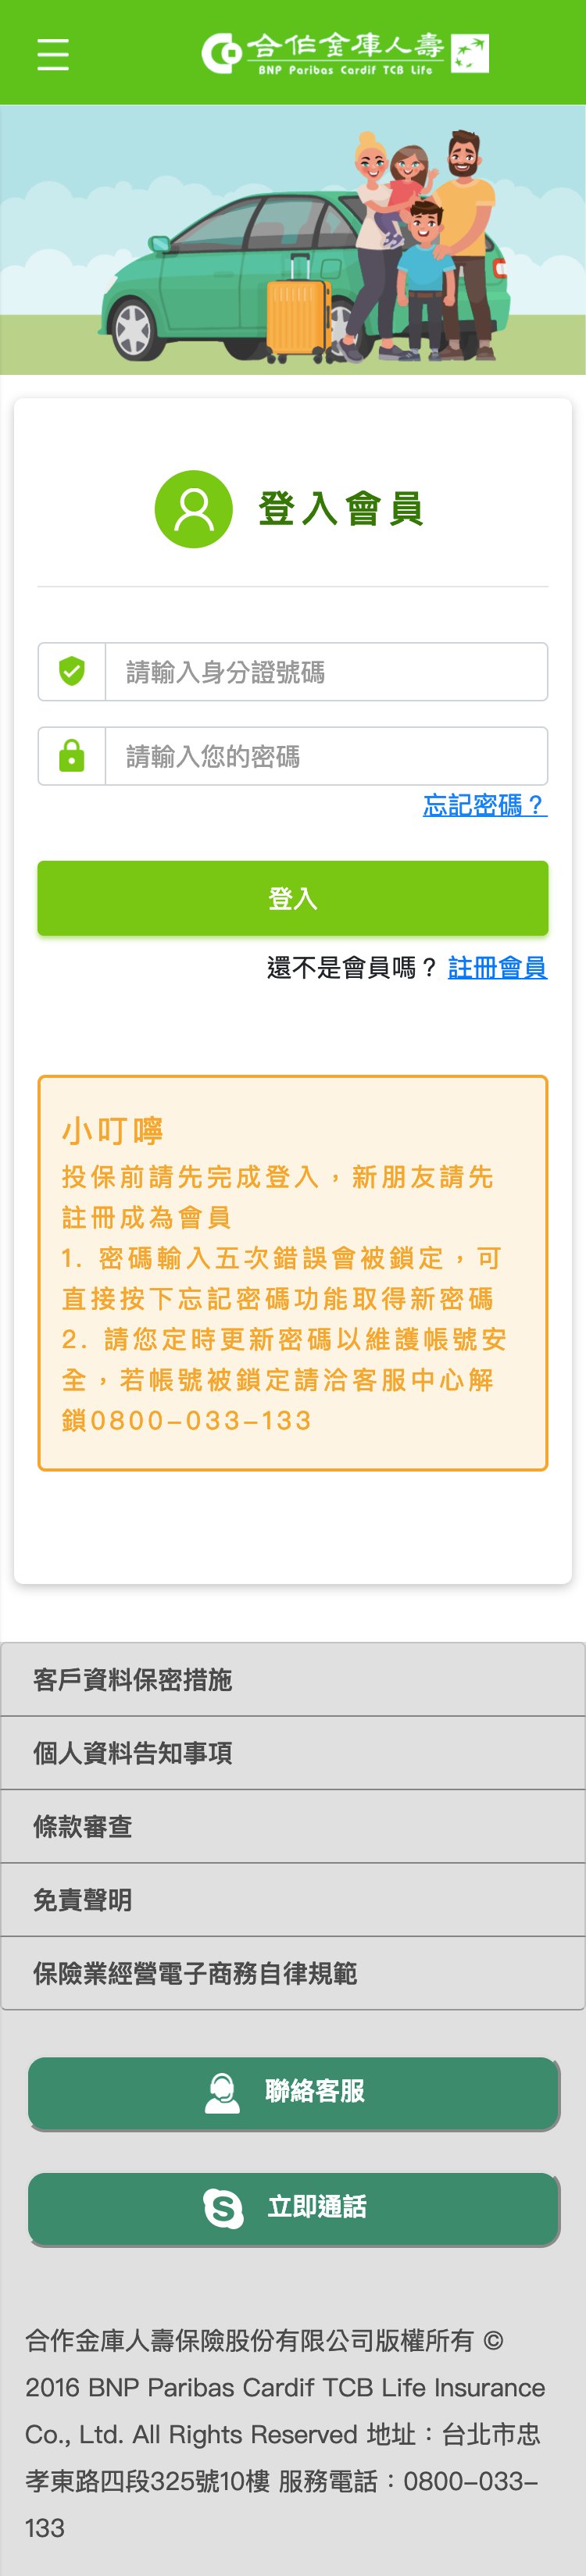 合作金庫人壽
BNP Paribas Cardif TCB Life
登入會員
請輸入身分證號碼
請輸入您的密碼
忘記密碼？
登入
還不是會員嗎？ 註冊會員
小叮嚀
投保前請先完成登入，新朋友請先
註冊成為會員
1. 密碼輸入五次錯誤會被鎖定，可
直接按下忘記密碼功能取得新密碼
2. 請您定時更新密碼以維護帳號安
全，若帳號被鎖定請洽客服中心解
鎖0800-033-133
客戶資料保密措施
個人資料告知事項
條款審查
免責聲明
保險業經營電子商務自律規範
聯絡客服
立即通話
合作金庫人壽保險股份有限公司版權所有 ©
2016 BNP Paribas Cardif TCB Life Insurance
Co., Ltd. All Rights Reserved 地址：台北市忠
孝東路四段325號10樓 服務電話：0800-033-
133